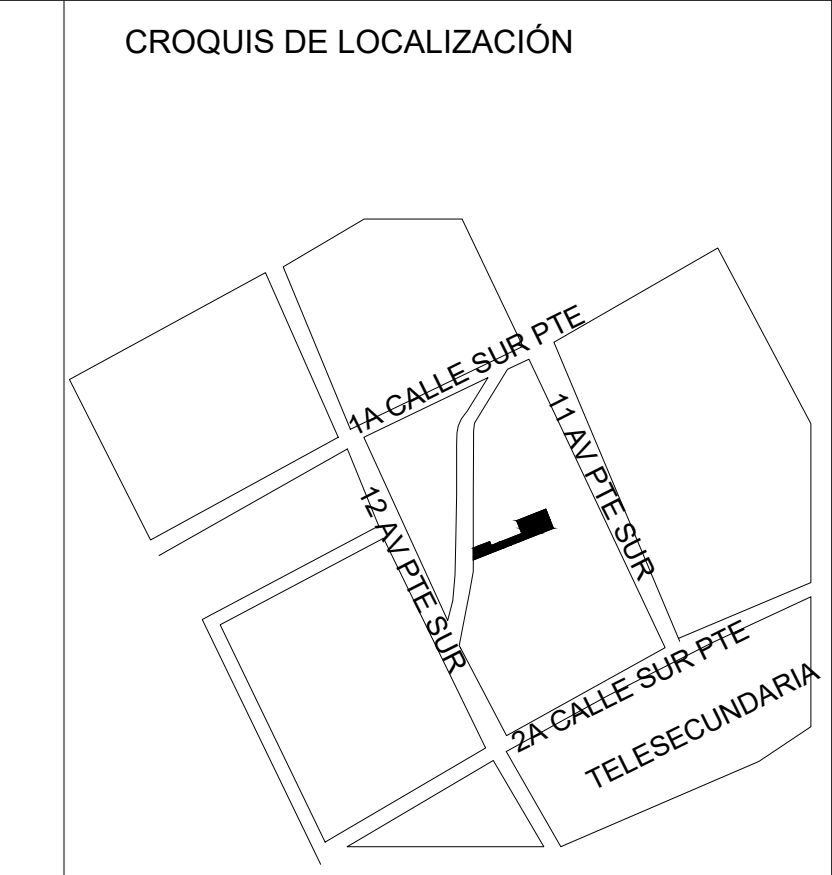 CROQUIS DE LOCALIZACIÓN
1A CALLE SUR PTE
11 AV PTE SUR
12 AV PTE SUR
2A CALLE SUR PTE
TELESECUNDARIA